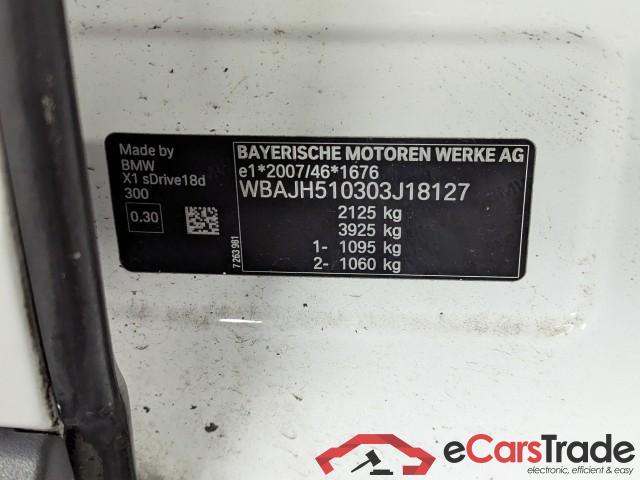 Made by
BMW
X1 sDrive18d
300
0.30
7 263 981
BAYERISCHE MOTOREN WERKE AG
e1*2007/46*1676
WBAJH510303J18127
2125 kg
3925 kg
1- 1095 kg
2- 1060 kg
eCarsTrade
electronic, efficient & easy